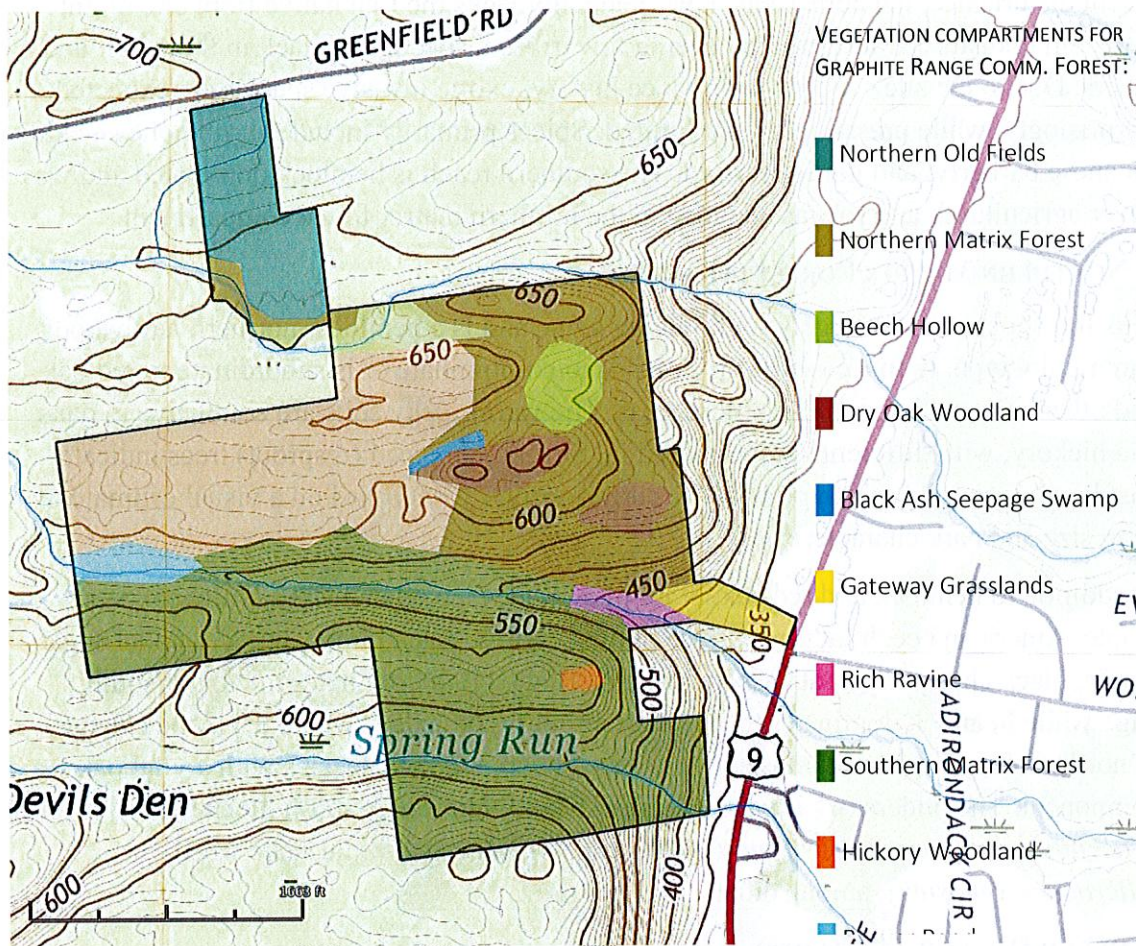 VEGETATION COMPARTMENTS FOR
GRAPHITE RANGE COMM. FOREST:
700
GREENFIELD RD
650
Northern Old Fields
Northern Matrix Forest
650
650
Beech Hollow
Dry Oak Woodland
Black Ash Seepage Swamp
600
Gateway Grasslands
450
350
550
Rich Ravine
500
600
Spring Run
9
Southern Matrix Forest
Devils Den
ADIRONDACK CIR
Hickory Woodland
400
600
1663 ft